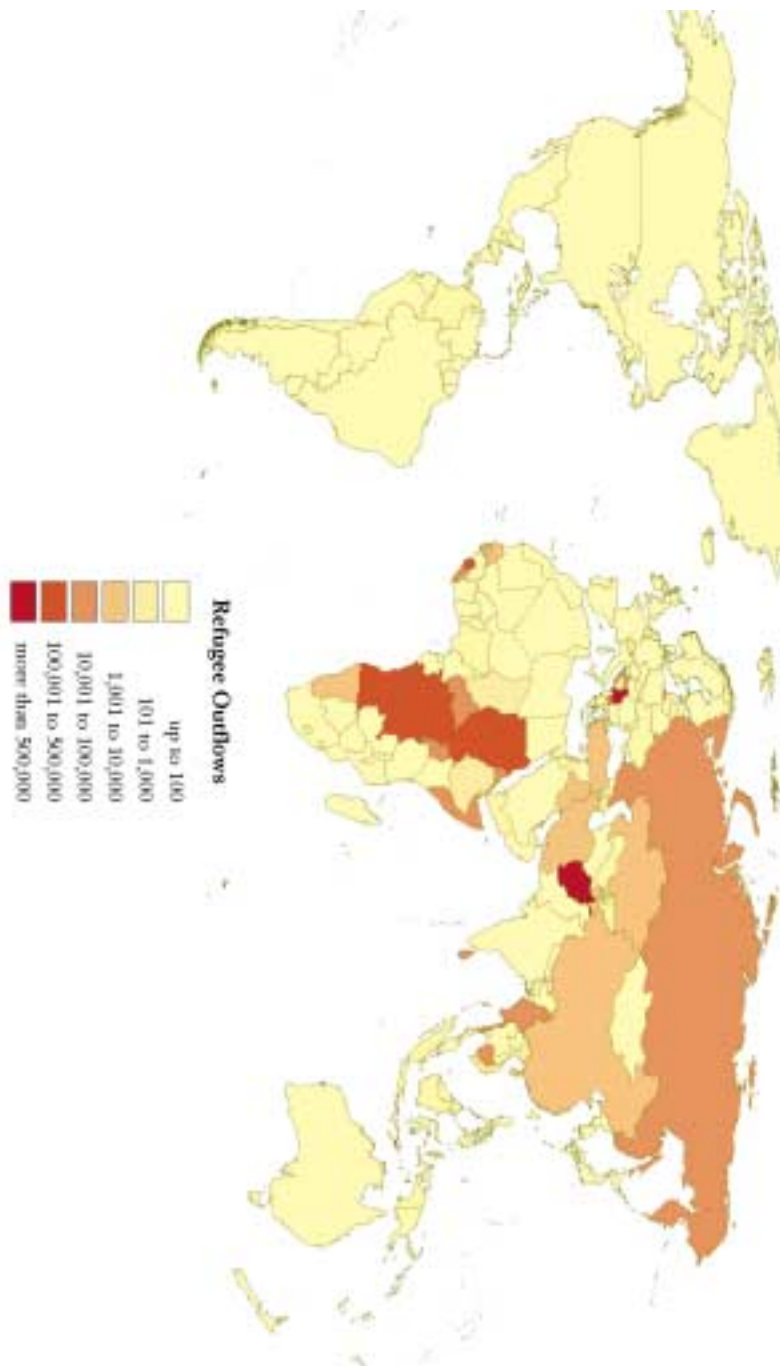 Refugee Outflows
up to 100
101 to 1,000
1,001 to 10,000
10,001 to 100,000
100,001 to 500,000
morer than 500,000